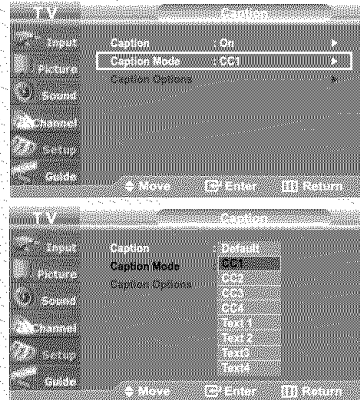 TV Caption
Input
Caption : On
Caption Mode : CC1
Picture
Caption Options
Sound
Channel
Setup
Guide
Move Enter Return
TV Caption
Input
Caption : Default
Caption Mode CC1
Picture
Caption Options CC2
CC3
Sound
CC4
Channel
Text 1
Text 2
Setup
Text3
Text4
Guide
Move Enter Return